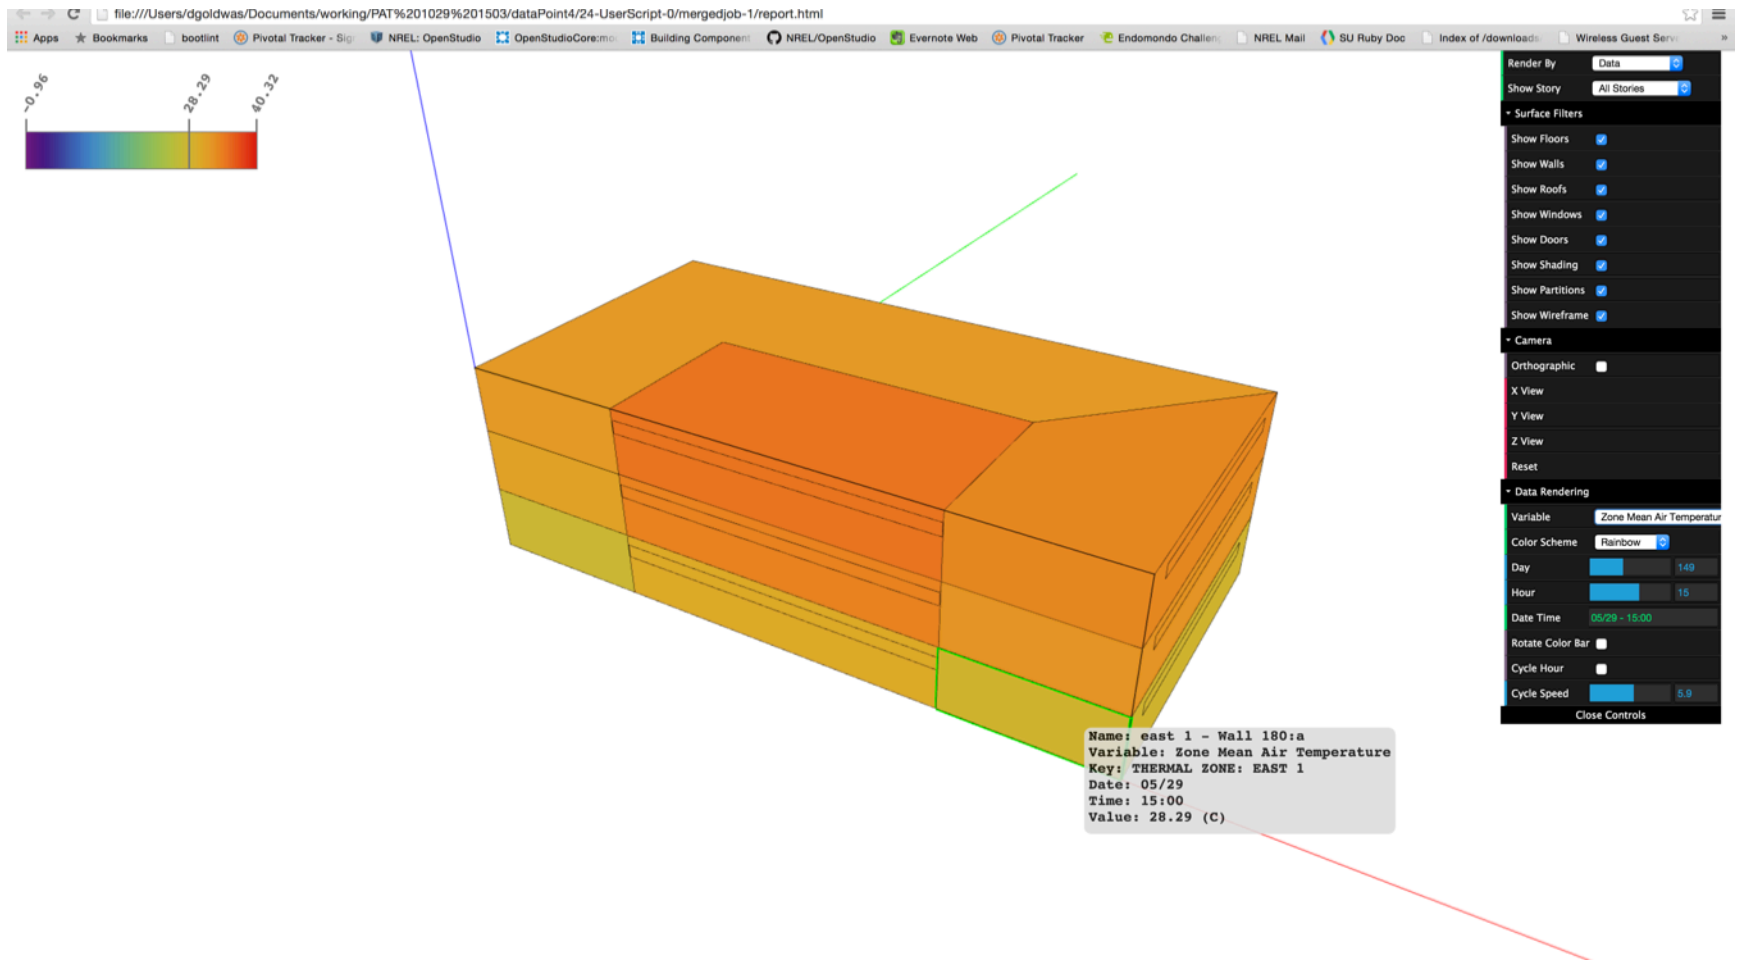 file:///Users/dgoldwas/Documents/working/PAT%201029%201503/dataPoint4/24-UserScript-0/mergedjob-1/report.html
Apps Bookmarks bootlint Pivotal Tracker - Sig NREL: OpenStudio OpenStudioCore:mo Building Component NREL/OpenStudio Evernote Web Pivotal Tracker Endomondo Challen NREL Mail SU Ruby Doc Index of /downloads Wireless Guest Serv »
-0.96 28.29 40.32
Render By Data
Show Story All Stories
Surface Filters
Show Floors
Show Walls
Show Roofs
Show Windows
Show Doors
Show Shading
Show Partitions
Show Wireframe
Camera
Orthographic
X View
Y View
Z View
Reset
Data Rendering
Variable Zone Mean Air Temperatur
Color Scheme Rainbow
Day 149
Hour 15
Date Time 05/29 - 15:00
Rotate Color Bar
Cycle Hour
Cycle Speed 5.9
Close Controls
Name: east 1 - Wall 180:a
Variable: Zone Mean Air Temperature
Key: THERMAL ZONE: EAST 1
Date: 05/29
Time: 15:00
Value: 28.29 (C)